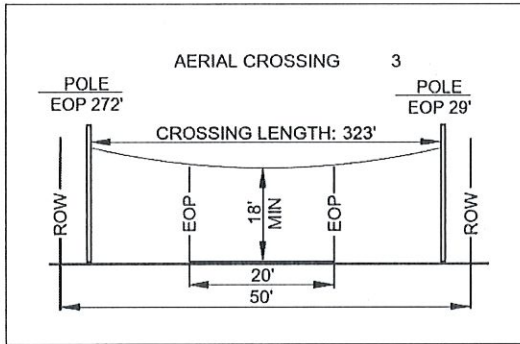 AERIAL CROSSING 3
POLE
EOP 272'
POLE
EOP 29'
CROSSING LENGTH: 323'
ROW
EOP
18'
MIN
EOP
ROW
20'
50'